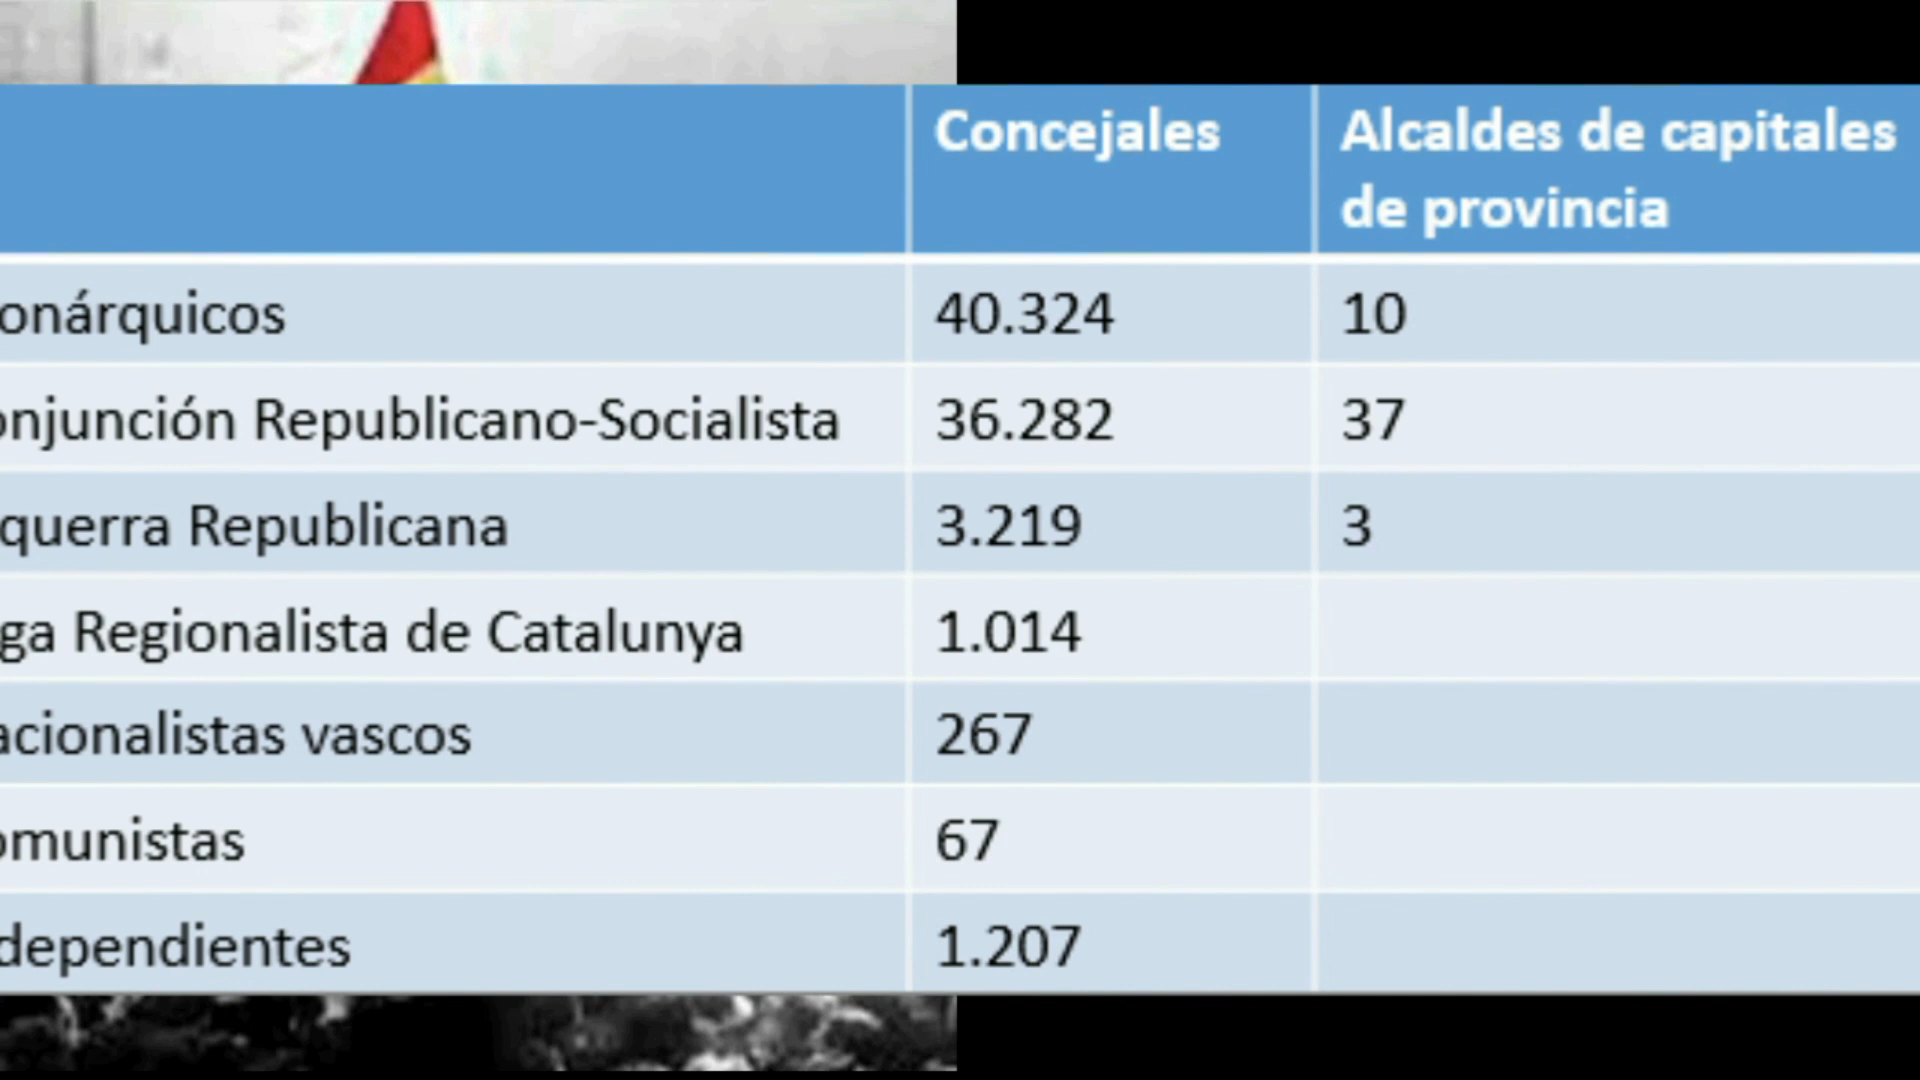 Concejales
Alcaldes de capitales
de provincia
onárquicos 40.324 10
onjunción Republicano-Socialista 36.282 37
querra Republicana 3.219 3
ga Regionalista de Catalunya 1.014
acionalistas vascos 267
omunistas 67
dependientes 1.207